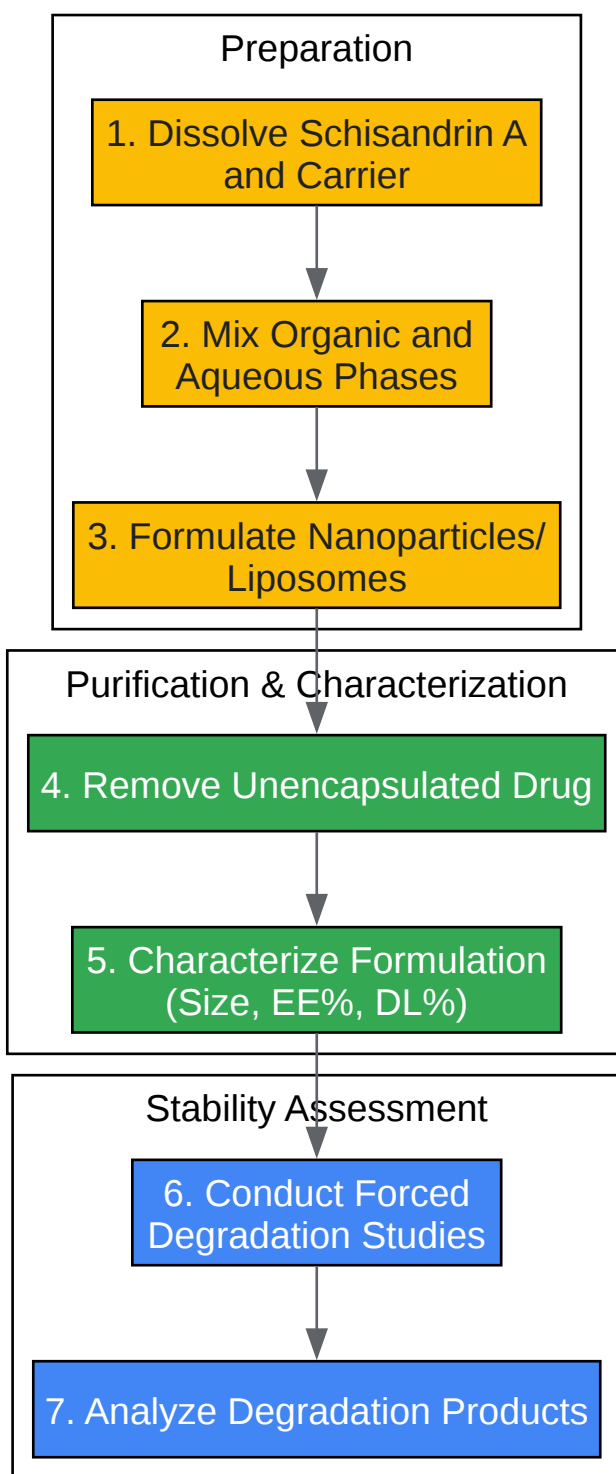 Preparation
1. Dissolve Schisandrin A
and Carrier
2. Mix Organic and
Aqueous Phases
3. Formulate Nanoparticles/
Liposomes
Purification & Characterization
4. Remove Unencapsulated Drug
5. Characterize Formulation
(Size, EE%, DL%)
Stability Assessment
6. Conduct Forced
Degradation Studies
7. Analyze Degradation Products